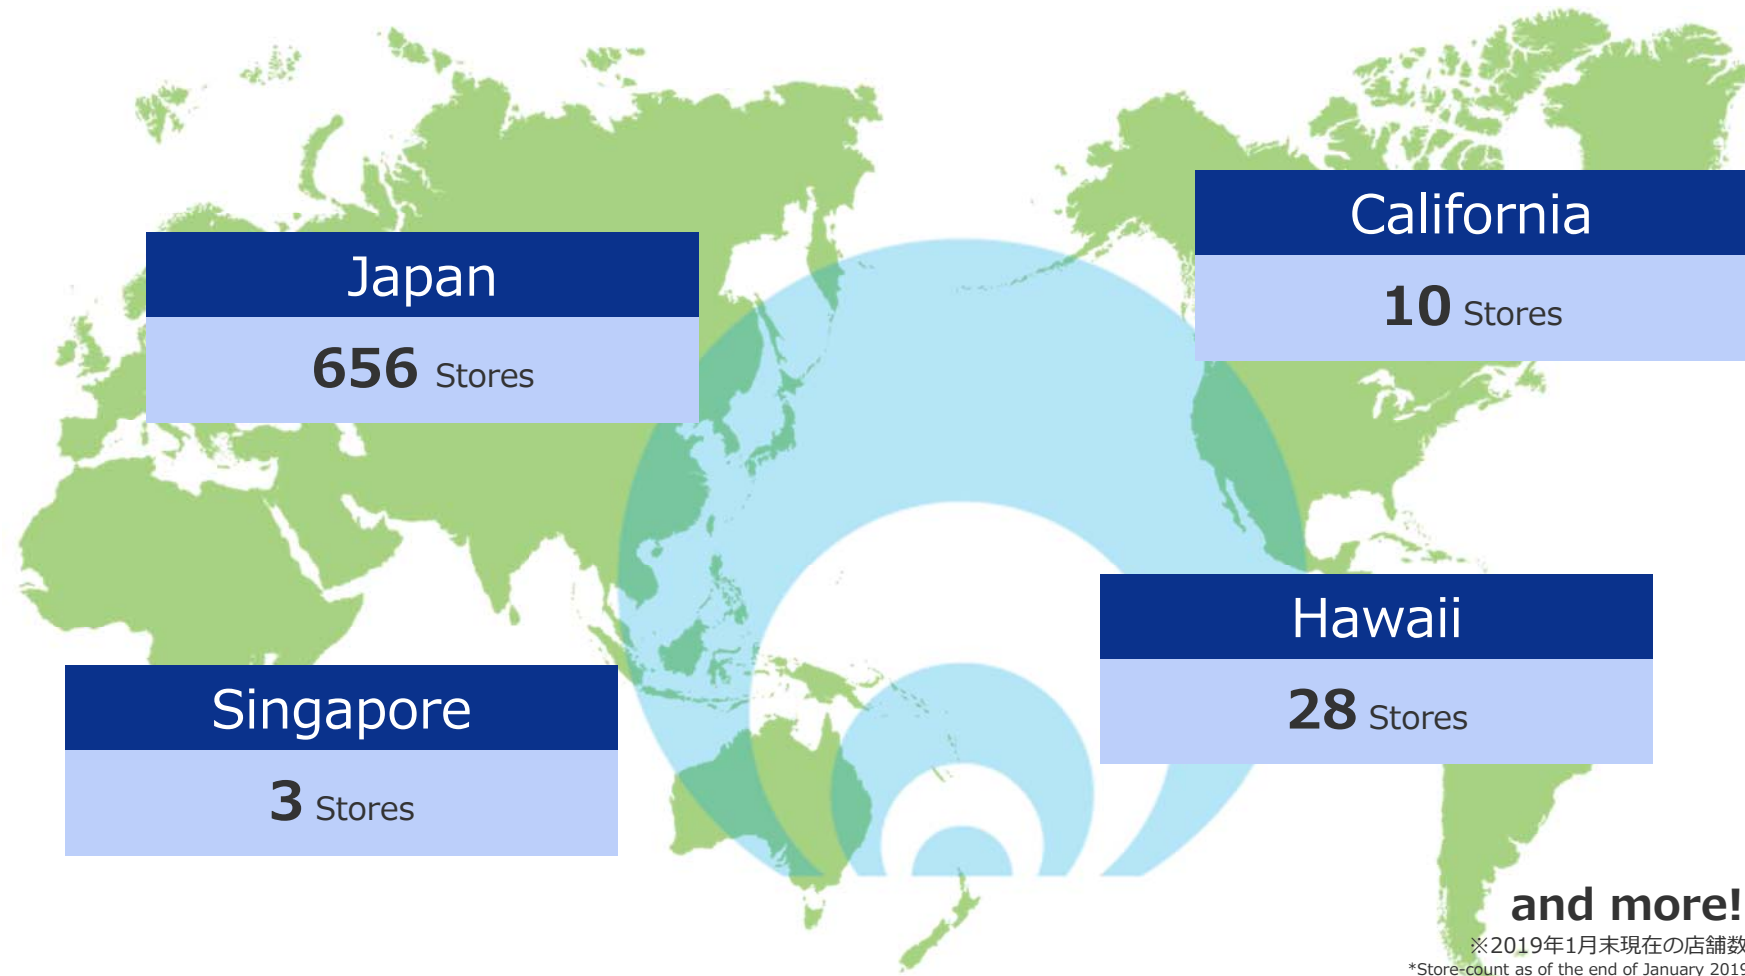 Japan
656 Stores
California
10 Stores
Singapore
3 Stores
Hawaii
28 Stores
and more!
※2019年1月末現在の店舗数
*Store-count as of the end of January 2019